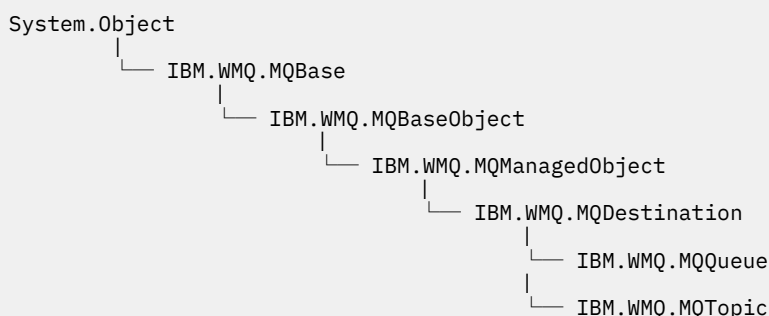 System.Object
IBM.WMQ.MQBase
IBM.WMQ.MQBaseObject
IBM.WMQ.MQManagedObject
IBM.WMQ.MQDestination
IBM.WMQ.MQQueue
IBM.WMQ.MQTopic